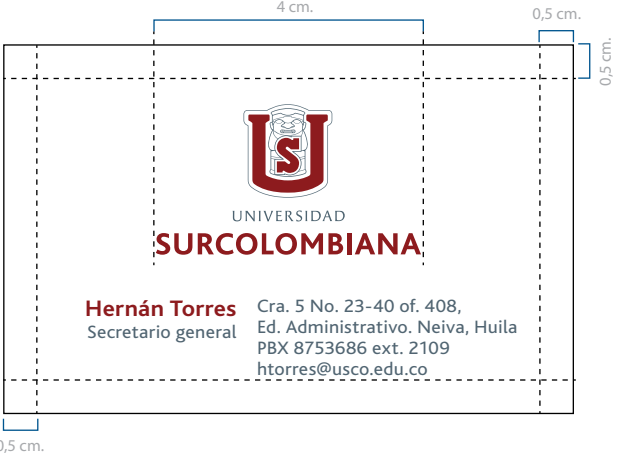 4 cm.
0,5 cm.
0,5 cm.
US
UNIVERSIDAD
SURCOLOMBIANA
Hernán Torres
Secretario general
Cra. 5 No. 23-40 of. 408,
Ed. Administrativo. Neiva, Huila
PBX 8753686 ext. 2109
htorres@usco.edu.co
0,5 cm.